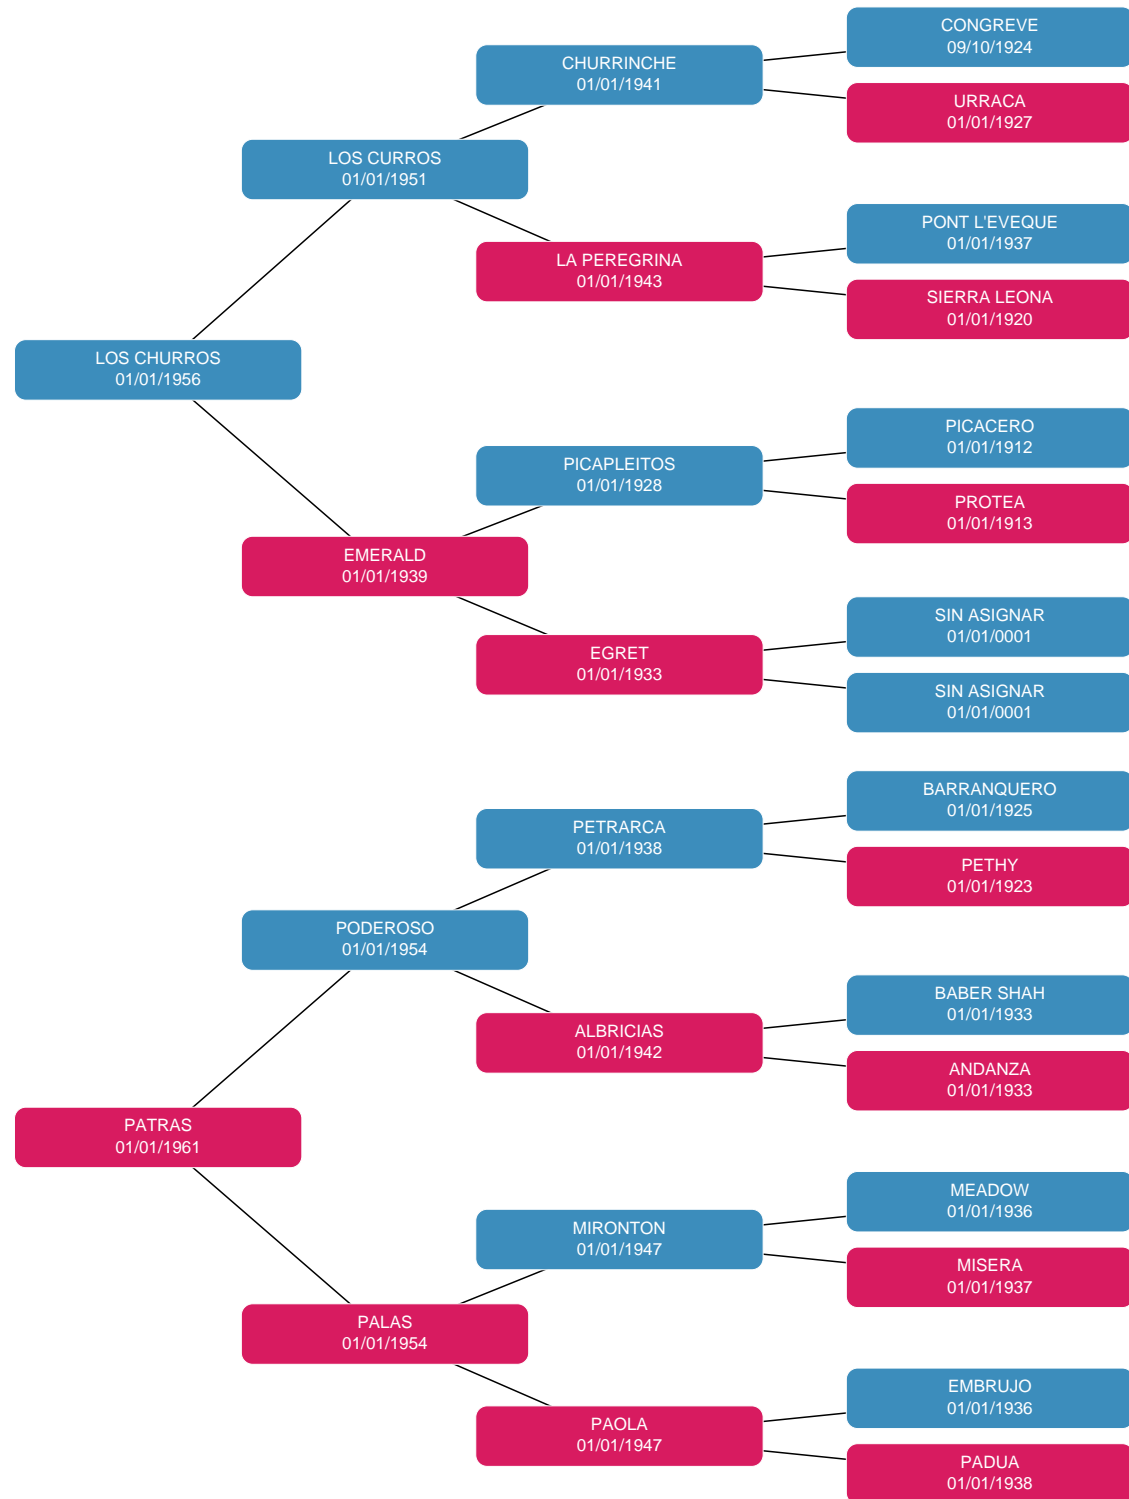 CONGREVE
09/10/1924
CHURRINCHE
01/01/1941
URRACA
01/01/1927
LOS CURROS
01/01/1951
PONT L'EVEQUE
01/01/1937
LA PEREGRINA
01/01/1943
SIERRA LEONA
01/01/1920
LOS CHURROS
01/01/1956
PICACERO
01/01/1912
PICAPLEITOS
01/01/1928
PROTEA
01/01/1913
EMERALD
01/01/1939
SIN ASIGNAR
01/01/0001
EGRET
01/01/1933
SIN ASIGNAR
01/01/0001
BARRANQUERO
01/01/1925
PETRARCA
01/01/1938
PETHY
01/01/1923
PODEROSO
01/01/1954
BABER SHAH
01/01/1933
ALBRICIAS
01/01/1942
ANDANZA
01/01/1933
PATRAS
01/01/1961
MEADOW
01/01/1936
MIRONTON
01/01/1947
MISERA
01/01/1937
PALAS
01/01/1954
EMBRUJO
01/01/1936
PAOLA
01/01/1947
PADUA
01/01/1938